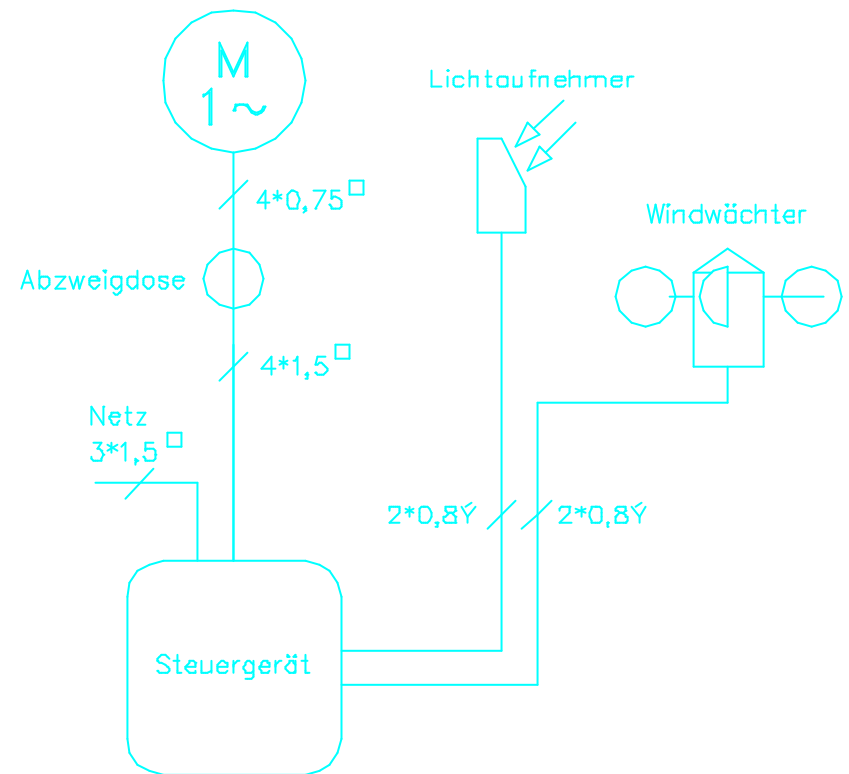 M
1~
Lichtaufnehmer
4*0,75□
Windwächter
Abzweigdose
4*1,5□
Netz
3*1,5□
2*0,8Ý
2*0,8Ý
Steuergerät